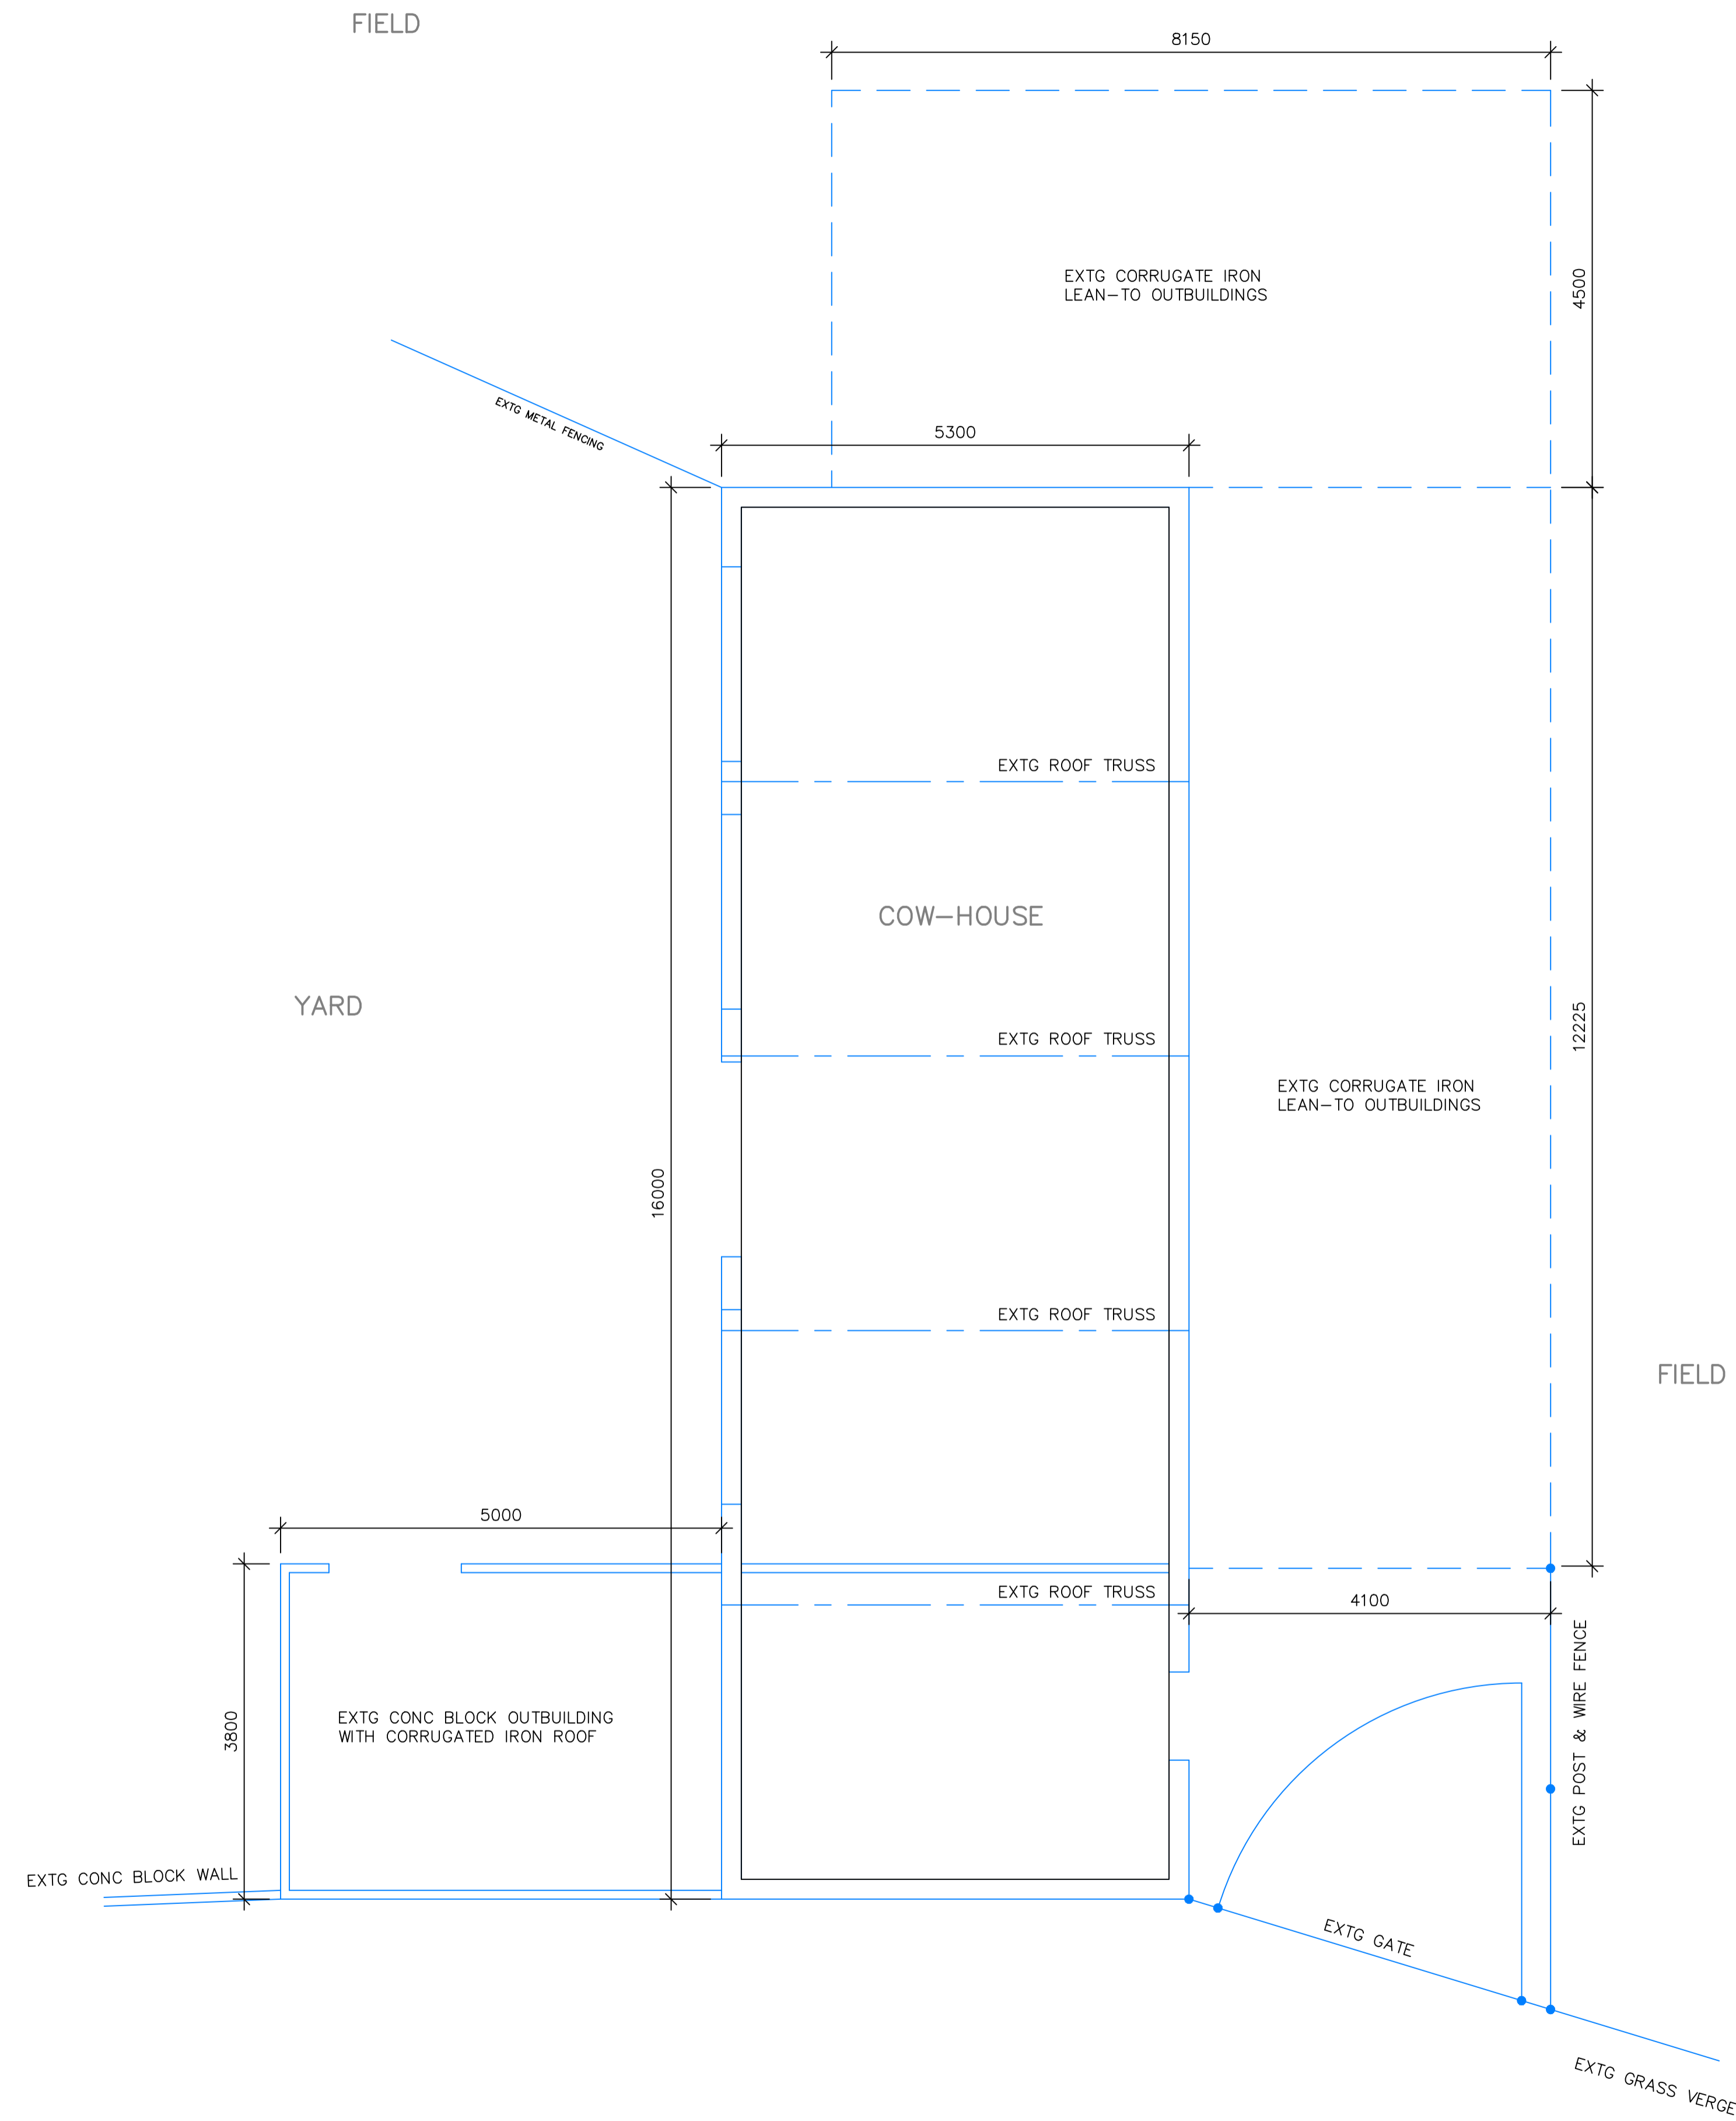 FIELD
8150
EXTG CORRUGATE IRON
LEAN-TO OUTBUILDINGS
4500
EXTG METAL FENCING
5300
EXTG ROOF TRUSS
COW-HOUSE
YARD
12225
EXTG ROOF TRUSS
EXTG CORRUGATE IRON
LEAN-TO OUTBUILDINGS
16000
EXTG ROOF TRUSS
FIELD
5000
EXTG ROOF TRUSS
4100
EXTG POST & WIRE FENCE
3800
EXTG CONC BLOCK OUTBUILDING
WITH CORRUGATED IRON ROOF
EXTG CONC BLOCK WALL
EXTG GATE
EXTG GRASS VERGE